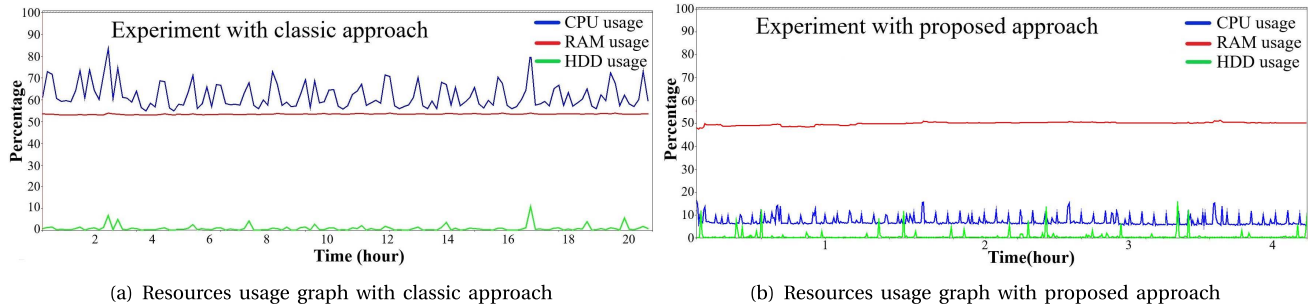 Experiment with classic approach
CPU usage
RAM usage
HDD usage
Percentage
100
90
80
70
60
50
40
30
20
10
0
2 4 6 8 10 12 14 16 18 20
Time (hour)
(a) Resources usage graph with classic approach
Experiment with proposed approach
CPU usage
RAM usage
HDD usage
Percentage
100
90
80
70
60
50
40
30
20
10
0
1 2 3 4
Time(hour)
(b) Resources usage graph with proposed approach